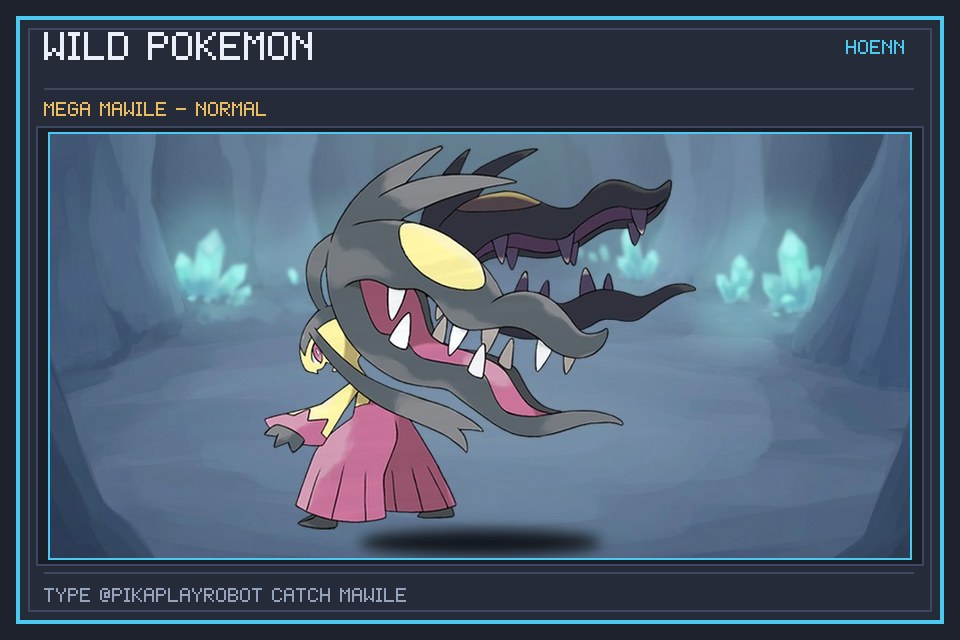 WILD POKEMON
HOENN
MEGA MAWILE - NORMAL
TYPE @PIKAPLAYROBOT CATCH MAWILE